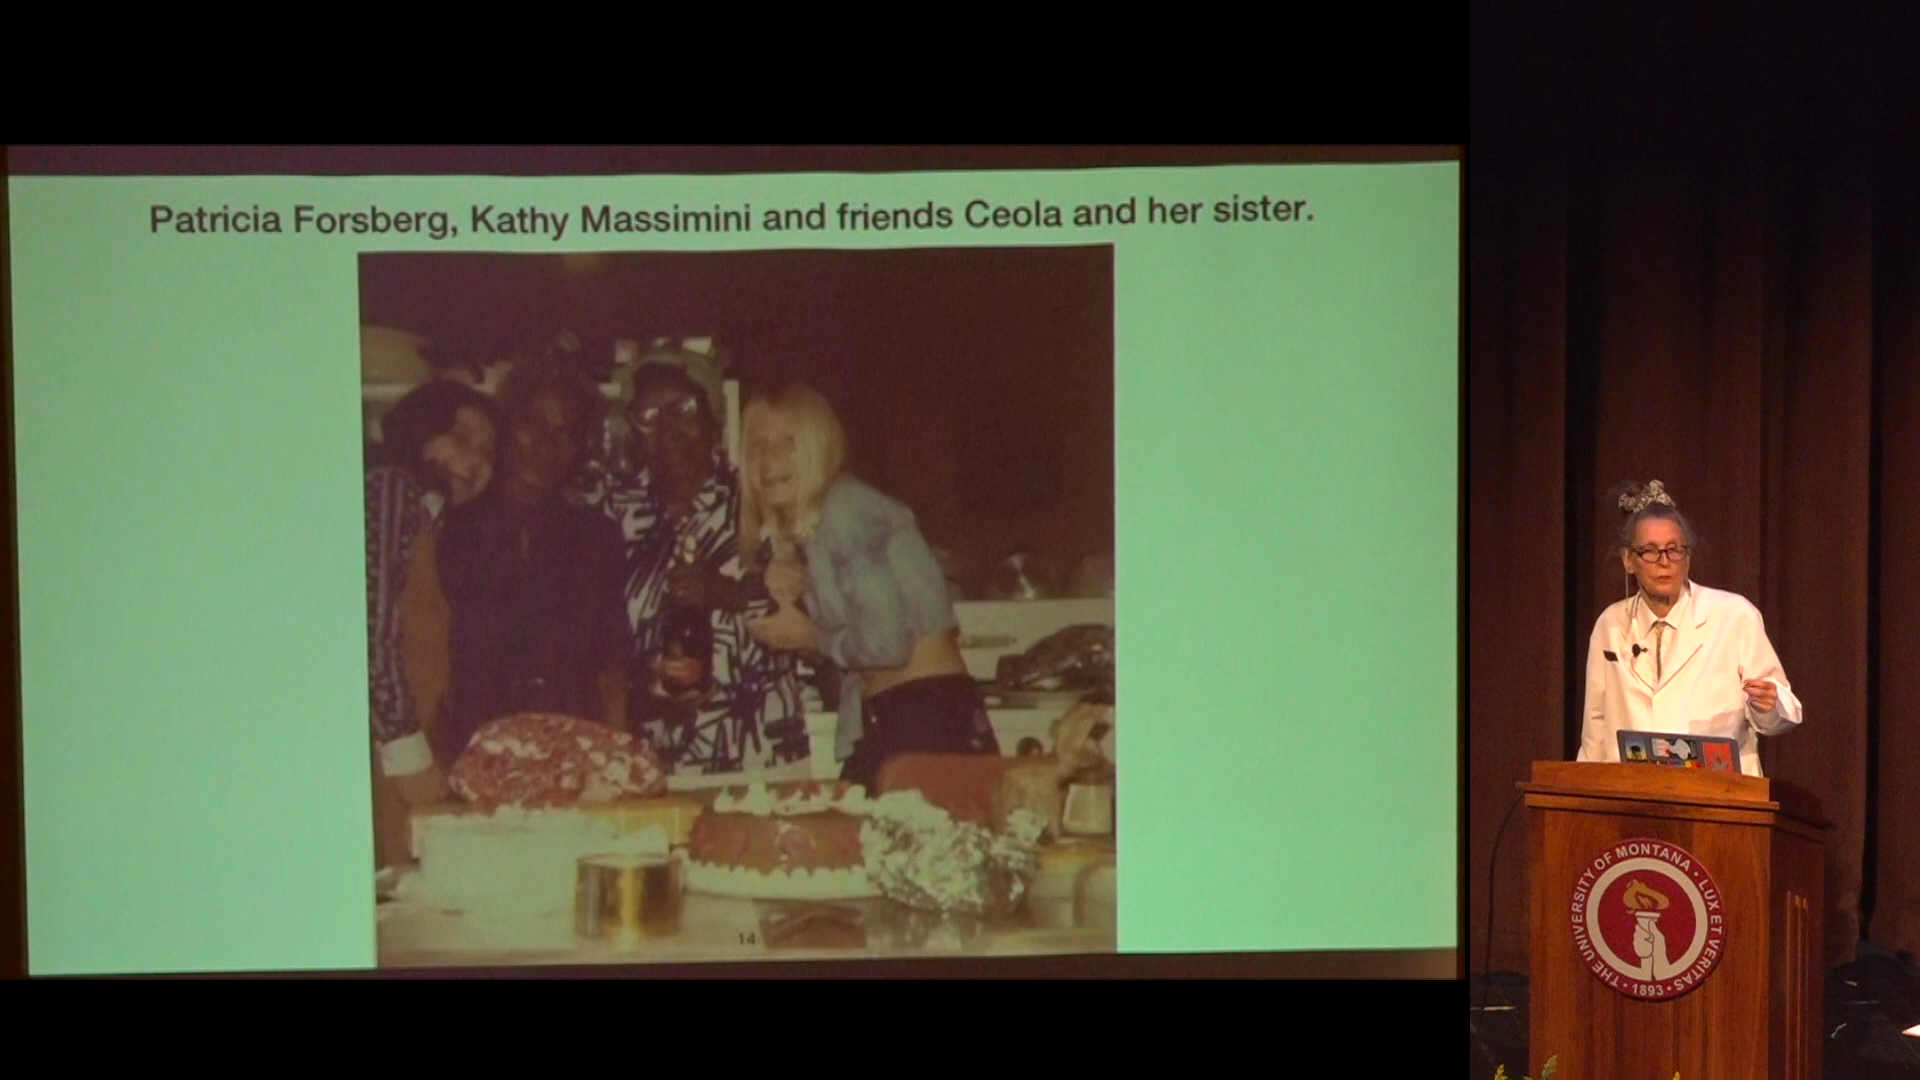 Patricia Forsberg, Kathy Massimini and friends Ceola and her sister.
14
THE UNIVERSITY OF MONTANA • LUX ET VERITAS •
1893